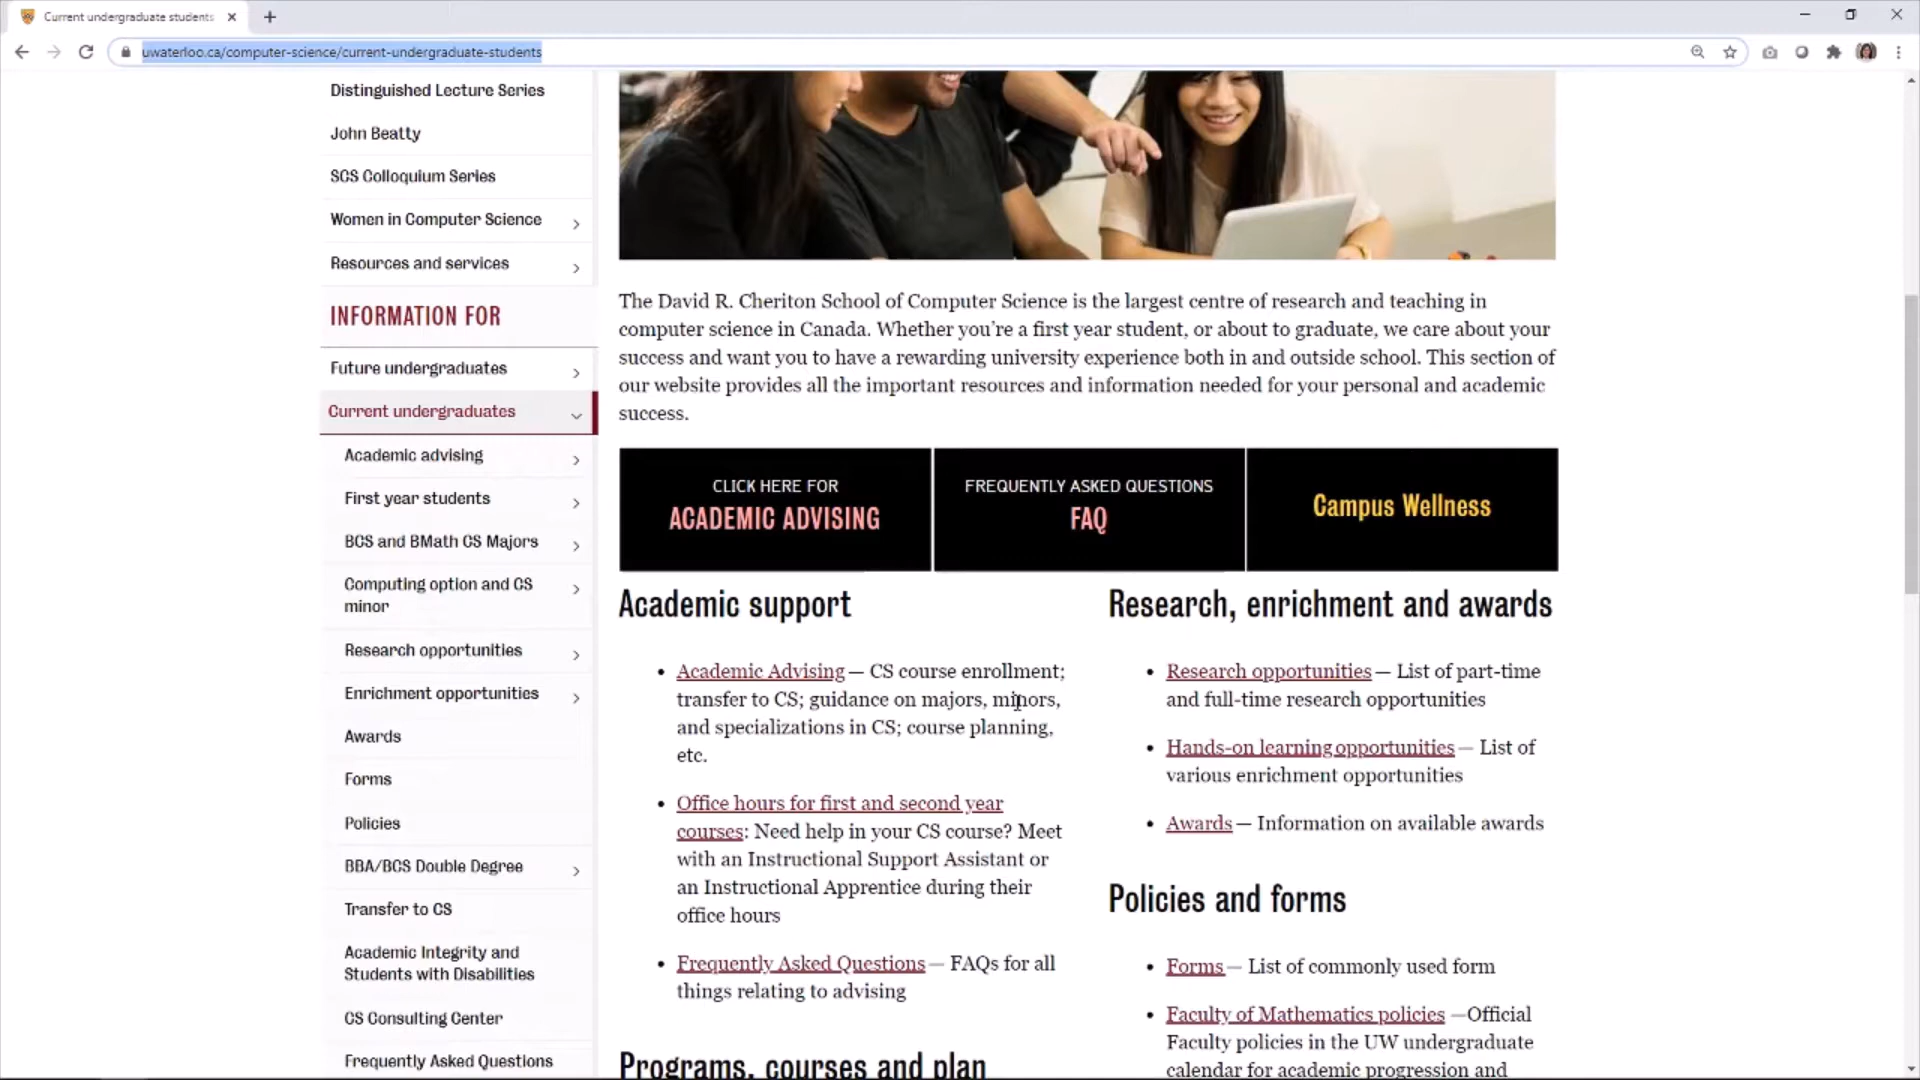 Current undergraduate students
uwaterloo.ca/computer-science/current-undergraduate-students
Distinguished Lecture Series
John Beatty
SCS Colloquium Series
Women in Computer Science
Resources and services
INFORMATION FOR
Future undergraduates
Current undergraduates
Academic advising
First year students
BCS and BMath CS Majors
Computing option and CS
minor
Research opportunities
Enrichment opportunities
Awards
Forms
Policies
BBA/BCS Double Degree
Transfer to CS
Academic Integrity and
Students with Disabilities
CS Consulting Center
Frequently Asked Questions
The David R. Cheriton School of Computer Science is the largest centre of research and teaching in
computer science in Canada. Whether you're a first year student, or about to graduate, we care about your
success and want you to have a rewarding university experience both in and outside school. This section of
our website provides all the important resources and information needed for your personal and academic
success.
CLICK HERE FOR
ACADEMIC ADVISING
FREQUENTLY ASKED QUESTIONS
FAQ
Campus Wellness
Academic support
• Academic Advising — CS course enrollment;
transfer to CS; guidance on majors, minors,
and specializations in CS; course planning,
etc.
• Office hours for first and second year
courses: Need help in your CS course? Meet
with an Instructional Support Assistant or
an Instructional Apprentice during their
office hours
• Frequently Asked Questions — FAQs for all
things relating to advising
Programs, courses and plan
Research, enrichment and awards
• Research opportunities — List of part-time
and full-time research opportunities
• Hands-on learning opportunities — List of
various enrichment opportunities
• Awards — Information on available awards
Policies and forms
• Forms — List of commonly used form
• Faculty of Mathematics policies —Official
Faculty policies in the UW undergraduate
calendar for academic progression and